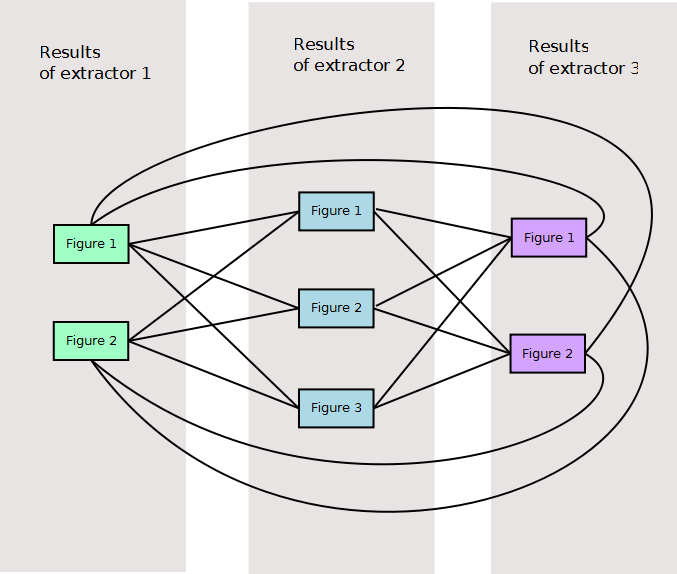 Results
of extractor 1
Results
of extractor 2
Results
of extractor 3
Figure 1
Figure 2
Figure 1
Figure 2
Figure 3
Figure 1
Figure 2